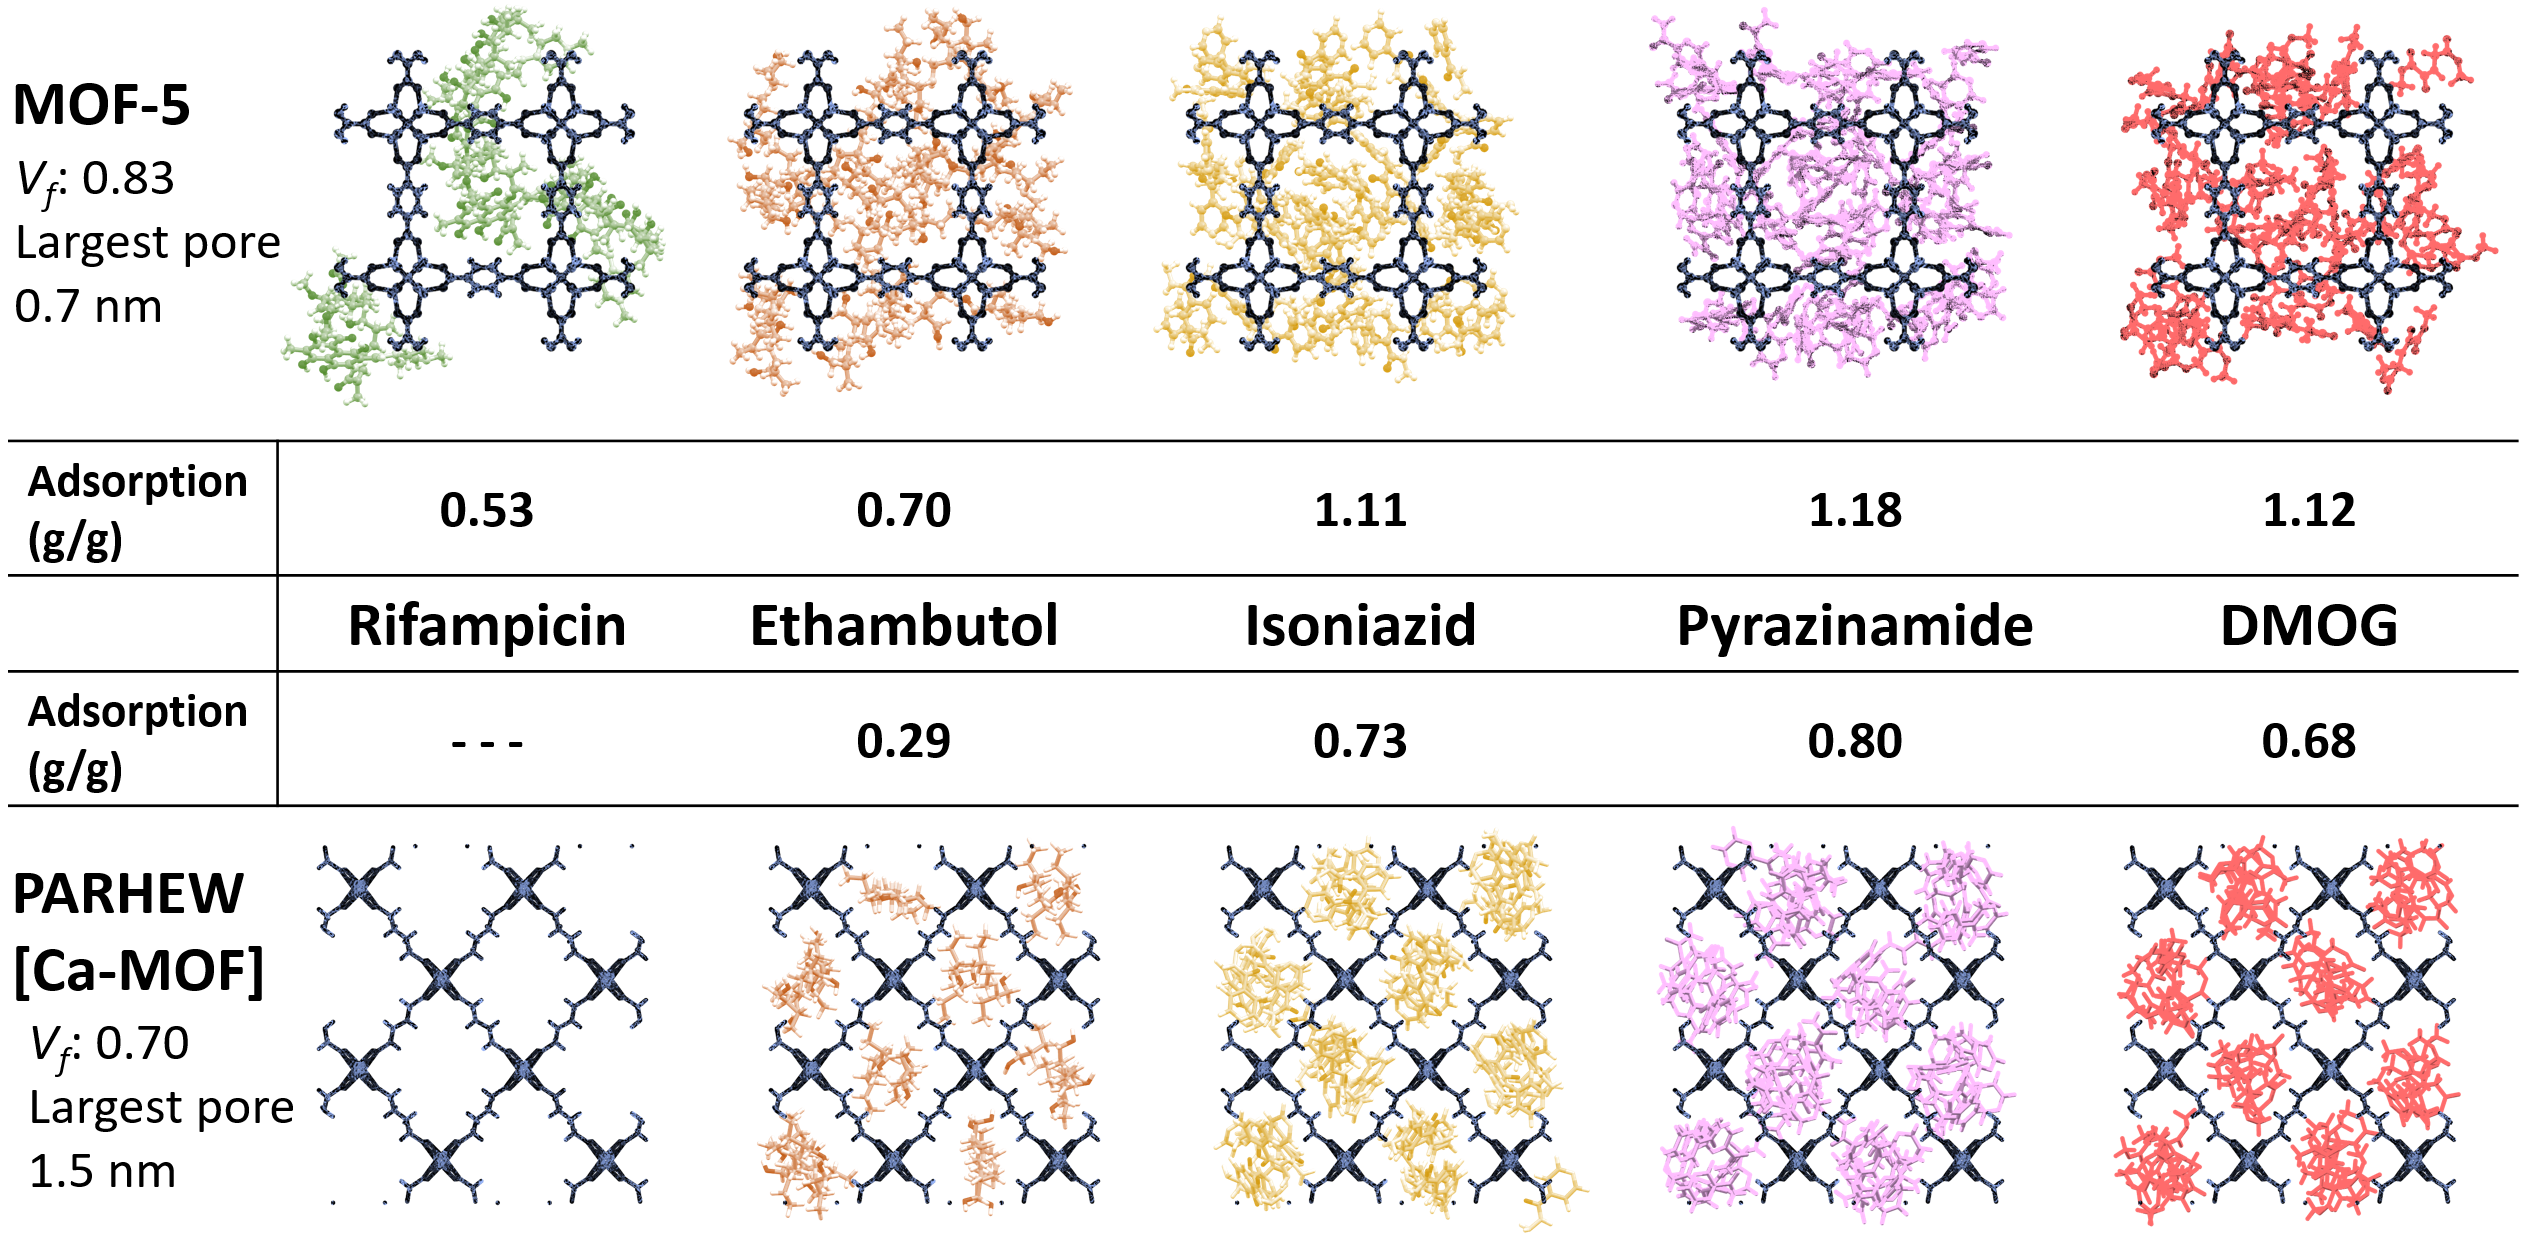 MOF-5
Vf: 0.83
Largest pore
0.7 nm
Adsorption
(g/g)
0.53
0.70
1.11
1.18
1.12
Rifampicin
Ethambutol
Isoniazid
Pyrazinamide
DMOG
Adsorption
(g/g)
- - -
0.29
0.73
0.80
0.68
PARHEW
[Ca-MOF]
Vf: 0.70
Largest pore
1.5 nm